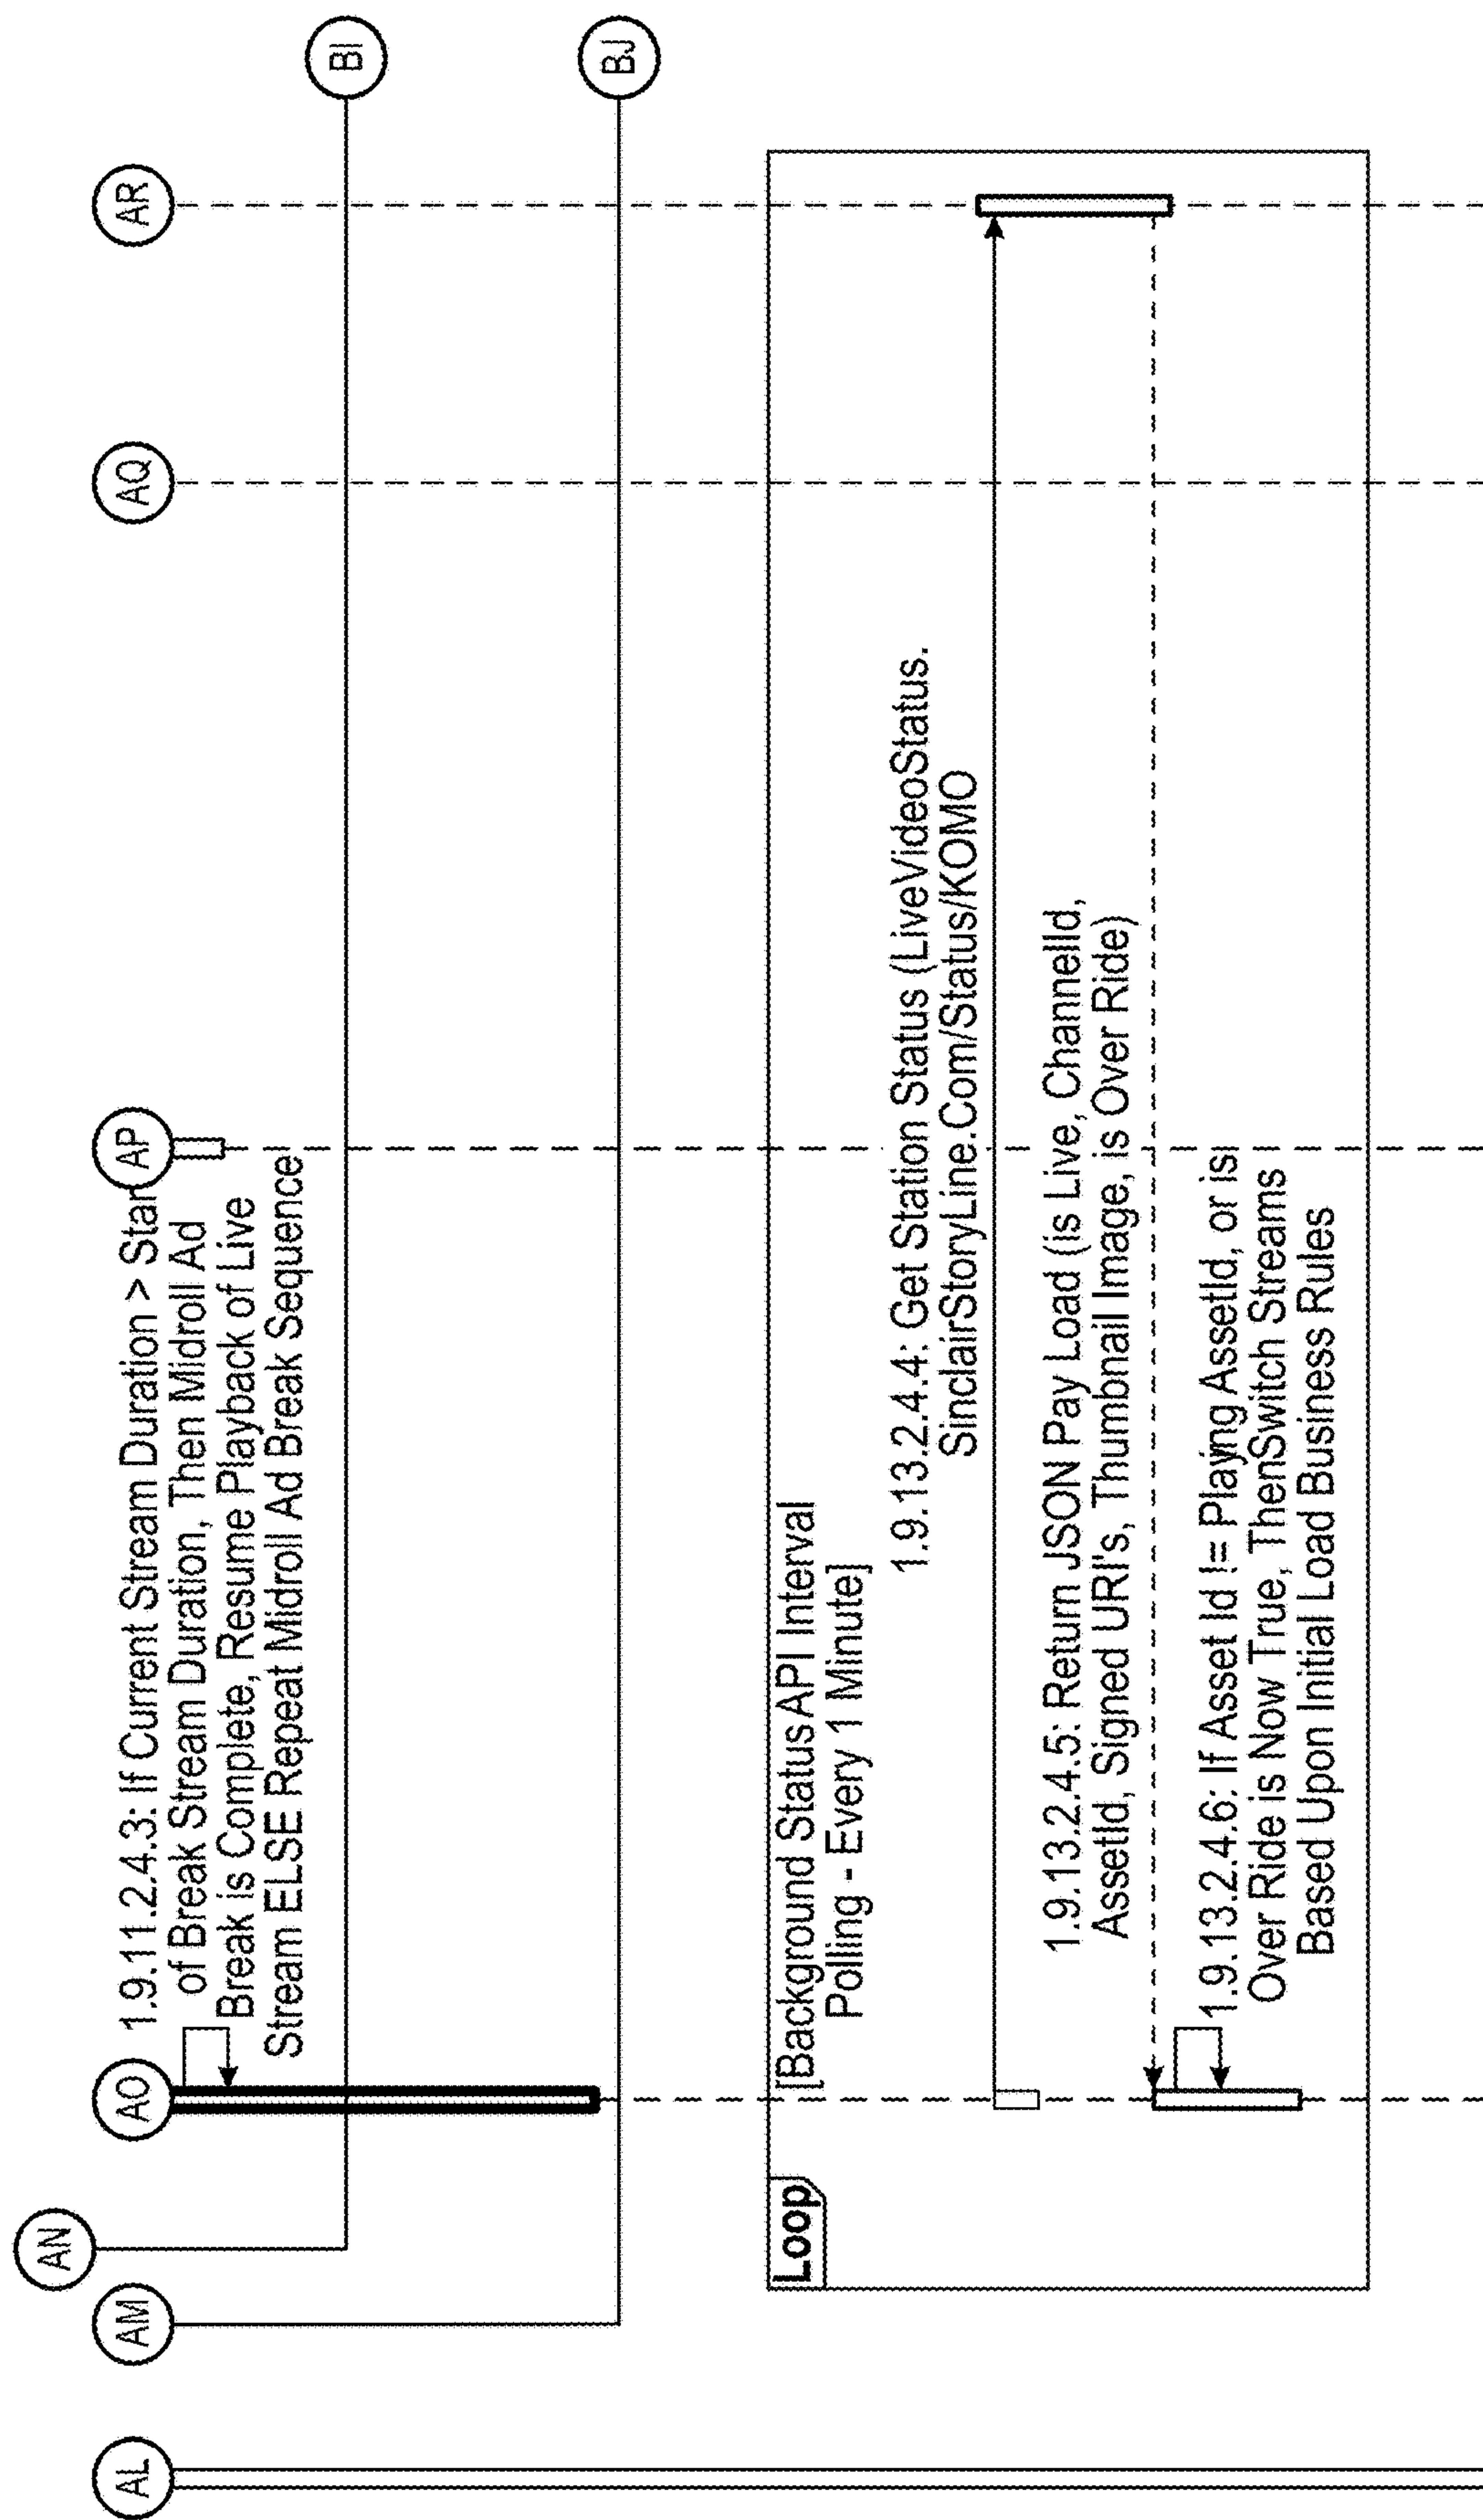 AL
AM
AN
AO
AP
AQ
AR
BI
BJ
1.9.11.2.4.3: If Current Stream Duration > Start
of Break Stream Duration, Then Midroll Ad
Break is Complete, Resume Playback of Live
Stream ELSE Repeat Midroll Ad Break Sequence
Loop
[Background Status API Interval
Polling - Every 1 Minute]
1.9.13.2.4.4: Get Station Status (LiveVideoStatus.
SinclairStoryLine.Com/Status/KOMO
1.9.13.2.4.5: Return JSON Pay Load (is Live, ChannelId,
AssetId, Signed URI's, Thumbnail Image, is Over Ride)
1.9.13.2.4.6: If Asset Id != Playing AssetId, or is
Over Ride is Now True, ThenSwitch Streams
Based Upon Initial Load Business Rules